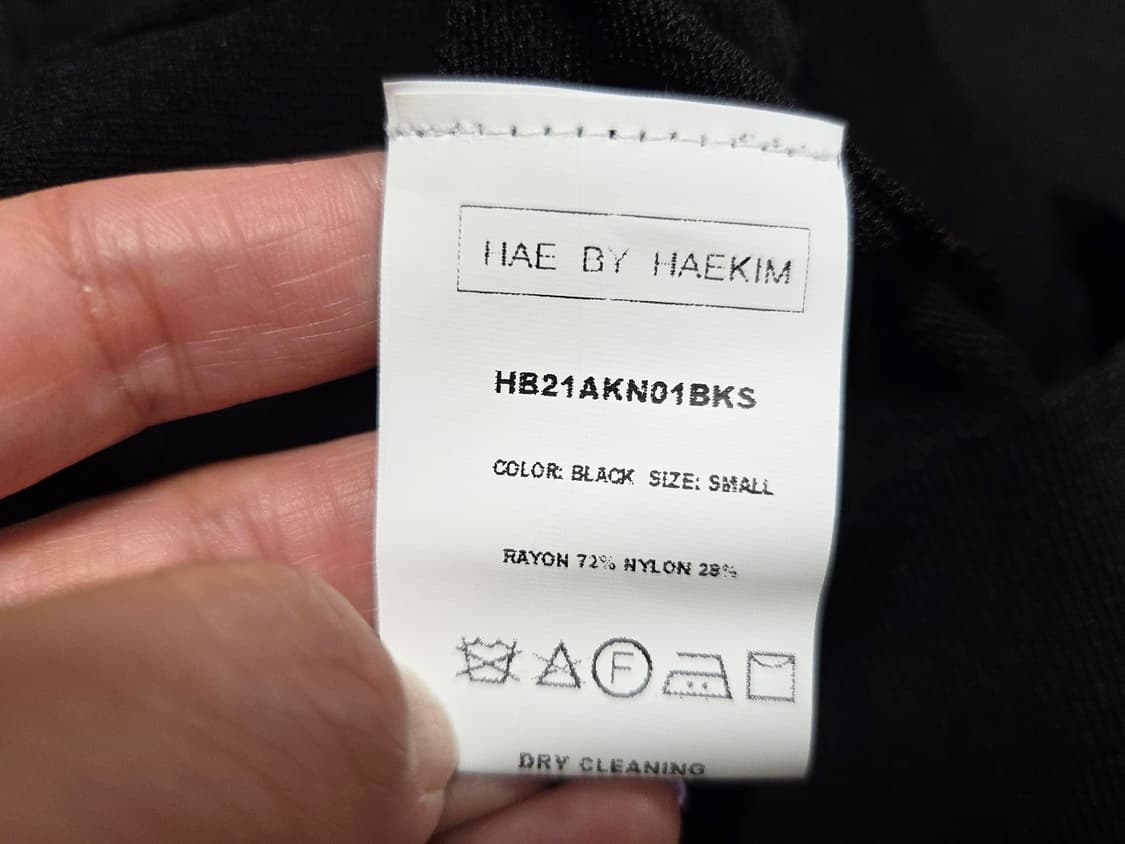 HAE BY HAEKIM
HB21AKN01BKS
COLOR: BLACK SIZE: SMALL
RAYON 72% NYLON 28%
F
DRY CLEANING